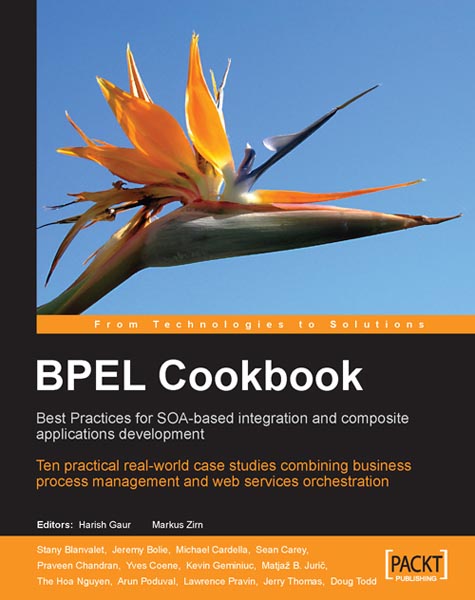 From Technologies to Solutions
BPEL Cookbook
Best Practices for SOA-based integration and composite
applications development
Ten practical real-world case studies combining business
process management and web services orchestration
Editors: Harish Gaur Markus Zirn
Stany Blanvalet, Jeremy Bolie, Michael Cardella, Sean Carey,
Praveen Chandran, Yves Coene, Kevin Geminiuc, Matjaž B. Jurič,
The Hoa Nguyen, Arun Poduval, Lawrence Pravin, Jerry Thomas, Doug Todd
[PACKT]
PUBLISHING